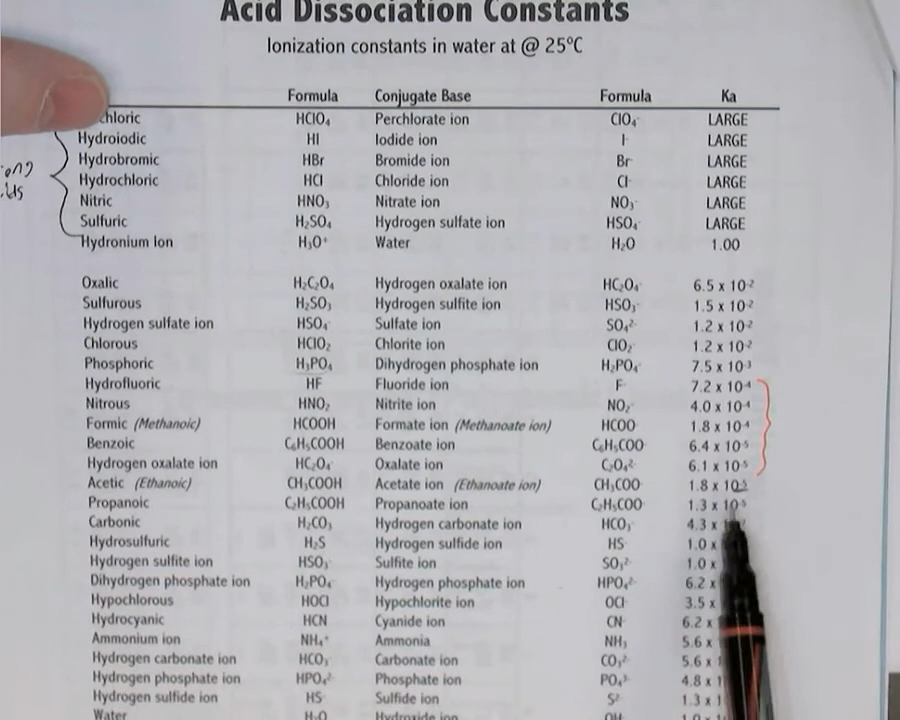 Acid Dissociation Constants
Ionization constants in water at @ 25°C
Formula Conjugate Base Formula Ka
chloric HClO₄ Perchlorate ion ClO₄⁻ LARGE
Hydroiodic HI Iodide ion I⁻ LARGE
Hydrobromic HBr Bromide ion Br⁻ LARGE
Hydrochloric HCl Chloride ion Cl⁻ LARGE
Nitric HNO₃ Nitrate ion NO₃⁻ LARGE
Sulfuric H₂SO₄ Hydrogen sulfate ion HSO₄⁻ LARGE
Hydronium Ion H₃O⁺ Water H₂O 1.00
Oxalic H₂C₂O₄ Hydrogen oxalate ion HC₂O₄⁻ 6.5 x 10⁻²
Sulfurous H₂SO₃ Hydrogen sulfite ion HSO₃⁻ 1.5 x 10⁻²
Hydrogen sulfate ion HSO₄⁻ Sulfate ion SO₄²⁻ 1.2 x 10⁻²
Chlorous HClO₂ Chlorite ion ClO₂⁻ 1.2 x 10⁻²
Phosphoric H₃PO₄ Dihydrogen phosphate ion H₂PO₄⁻ 7.5 x 10⁻³
Hydrofluoric HF Fluoride ion F⁻ 7.2 x 10⁻⁴
Nitrous HNO₂ Nitrite ion NO₂⁻ 4.0 x 10⁻⁴
Formic (Methanoic) HCOOH Formate ion (Methanoate ion) HCOO⁻ 1.8 x 10⁻⁴
Benzoic C₆H₅COOH Benzoate ion C₆H₅COO⁻ 6.4 x 10⁻⁵
Hydrogen oxalate ion HC₂O₄⁻ Oxalate ion C₂O₄²⁻ 6.1 x 10⁻⁵
Acetic (Ethanoic) CH₃COOH Acetate ion (Ethanoate ion) CH₃COO⁻ 1.8 x 10⁻⁵
Propanoic C₂H₅COOH Propanoate ion C₂H₅COO⁻ 1.3 x 10⁻⁵
Carbonic H₂CO₃ Hydrogen carbonate ion HCO₃⁻ 4.3 x
Hydrosulfuric H₂S Hydrogen sulfide ion HS⁻ 1.0 x
Hydrogen sulfite ion HSO₃⁻ Sulfite ion SO₃²⁻ 1.0 x
Dihydrogen phosphate ion H₂PO₄⁻ Hydrogen phosphate ion HPO₄²⁻ 6.2 x
Hypochlorous HOCl Hypochlorite ion OCl⁻ 3.5 x
Hydrocyanic HCN Cyanide ion CN⁻ 6.2 x
Ammonium ion NH₄⁺ Ammonia NH₃ 5.6 x
Hydrogen carbonate ion HCO₃⁻ Carbonate ion CO₃²⁻ 5.6 x 1
Hydrogen phosphate ion HPO₄²⁻ Phosphate ion PO₄³⁻ 4.8 x 1
Hydrogen sulfide ion HS⁻ Sulfide ion S²⁻ 1.3 x 1
Water H₂O Hydroxide ion OH⁻ 1.0 x 1